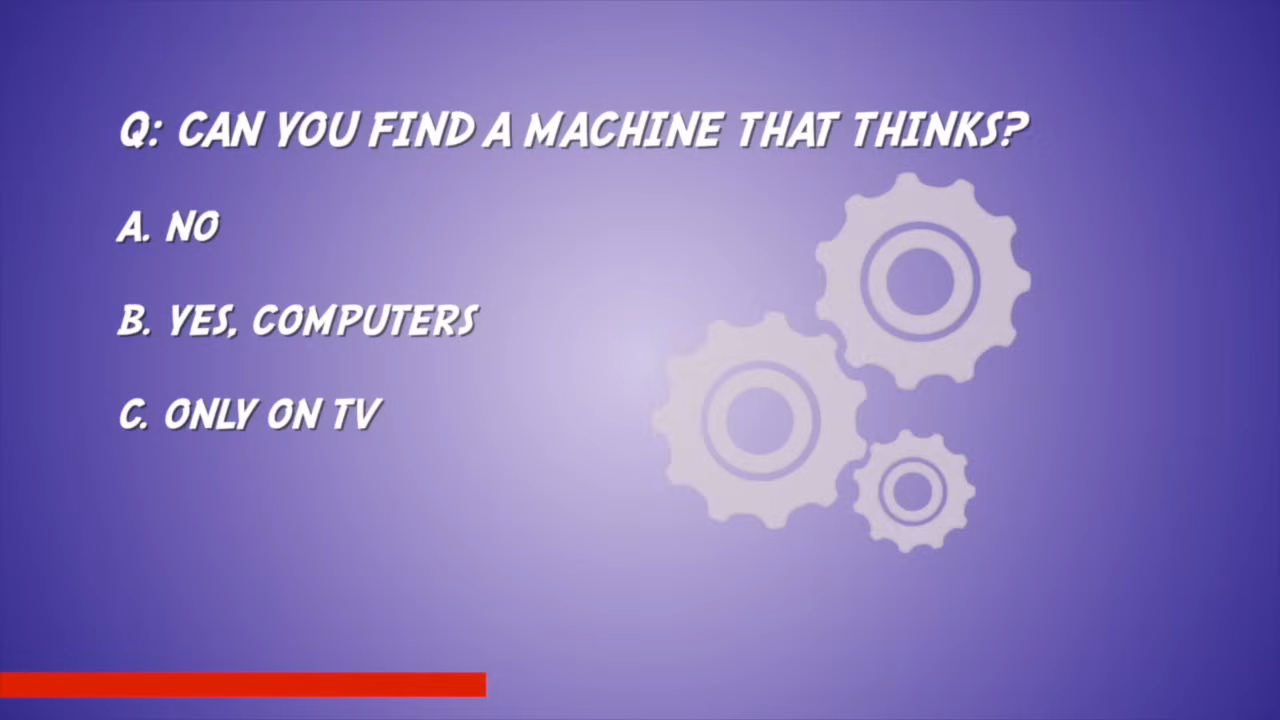 Q: CAN YOU FIND A MACHINE THAT THINKS?
A. NO
B. YES, COMPUTERS
C. ONLY ON TV